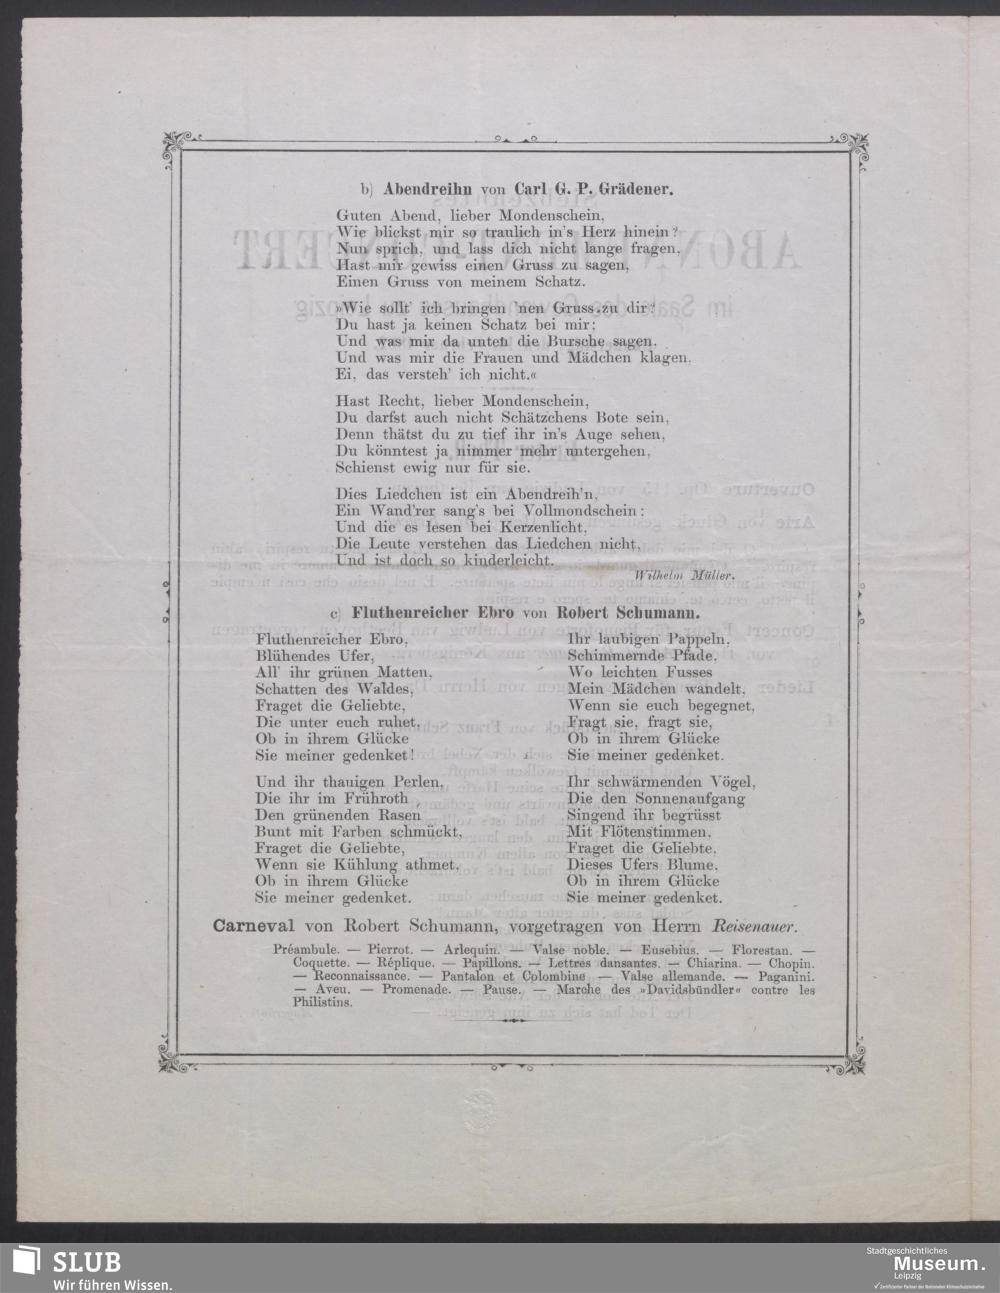 b) Abendreihn von Carl G. P. Grädener.
Guten Abend, lieber Mondenschein,
Wie blickst mir so traulich in's Herz hinein?
Nun sprich, und lass dich nicht lange fragen,
Hast mir gewiss einen Gruss zu sagen,
Einen Gruss von meinem Schatz.
»Wie sollt' ich bringen 'nen Gruss zu dir?
Du hast ja keinen Schatz bei mir;
Und was mir da unten die Bursche sagen,
Und was mir die Frauen und Mädchen klagen,
Ei, das versteh' ich nicht.«
Hast Recht, lieber Mondenschein,
Du darfst auch nicht Schätzchens Bote sein,
Denn thätst du zu tief ihr in's Auge sehen,
Du könntest ja nimmer mehr untergehen,
Schienst ewig nur für sie.
Dies Liedchen ist ein Abendreih'n,
Ein Wand'rer sang's bei Vollmondschein;
Und die es lesen bei Kerzenlicht,
Die Leute verstehen das Liedchen nicht,
Und ist doch so kinderleicht.
Wilhelm Müller.
c) Fluthenreicher Ebro von Robert Schumann.
Fluthenreicher Ebro,
Blühendes Ufer,
All' ihr grünen Matten,
Schatten des Waldes,
Fraget die Geliebte,
Die unter euch ruhet,
Ob in ihrem Glücke
Sie meiner gedenket!
Und ihr thauigen Perlen,
Die ihr im Frühroth
Den grünenden Rasen
Bunt mit Farben schmückt,
Fraget die Geliebte,
Wenn sie Kühlung athmet,
Ob in ihrem Glücke
Sie meiner gedenket.
Ihr laubigen Pappeln,
Schimmernde Pfade,
Wo leichten Fusses
Mein Mädchen wandelt,
Wenn sie euch begegnet,
Fragt sie, fragt sie,
Ob in ihrem Glücke
Sie meiner gedenket.
Ihr schwärmenden Vögel,
Die den Sonnenaufgang
Singend ihr begrüsst
Mit Flötenstimmen,
Fraget die Geliebte,
Dieses Ufers Blume,
Ob in ihrem Glücke
Sie meiner gedenket.
Carneval von Robert Schumann, vorgetragen von Herrn Reisenauer.
Préambule. — Pierrot. — Arlequin. — Valse noble. — Eusebius. — Florestan. —
Coquette. — Réplique. — Papillons. — Lettres dansantes. — Chiarina. — Chopin.
— Reconnaissance. — Pantalon et Colombine — Valse allemande. — Paganini.
— Aveu. — Promenade. — Pause. — Marche des »Davidsbündler« contre les
Philistins.
SLUB
Wir führen Wissen.
Stadtgeschichtliches
Museum.
Leipzig
Zertifizierter Partner der Nationalen Klimaschutzinitiative